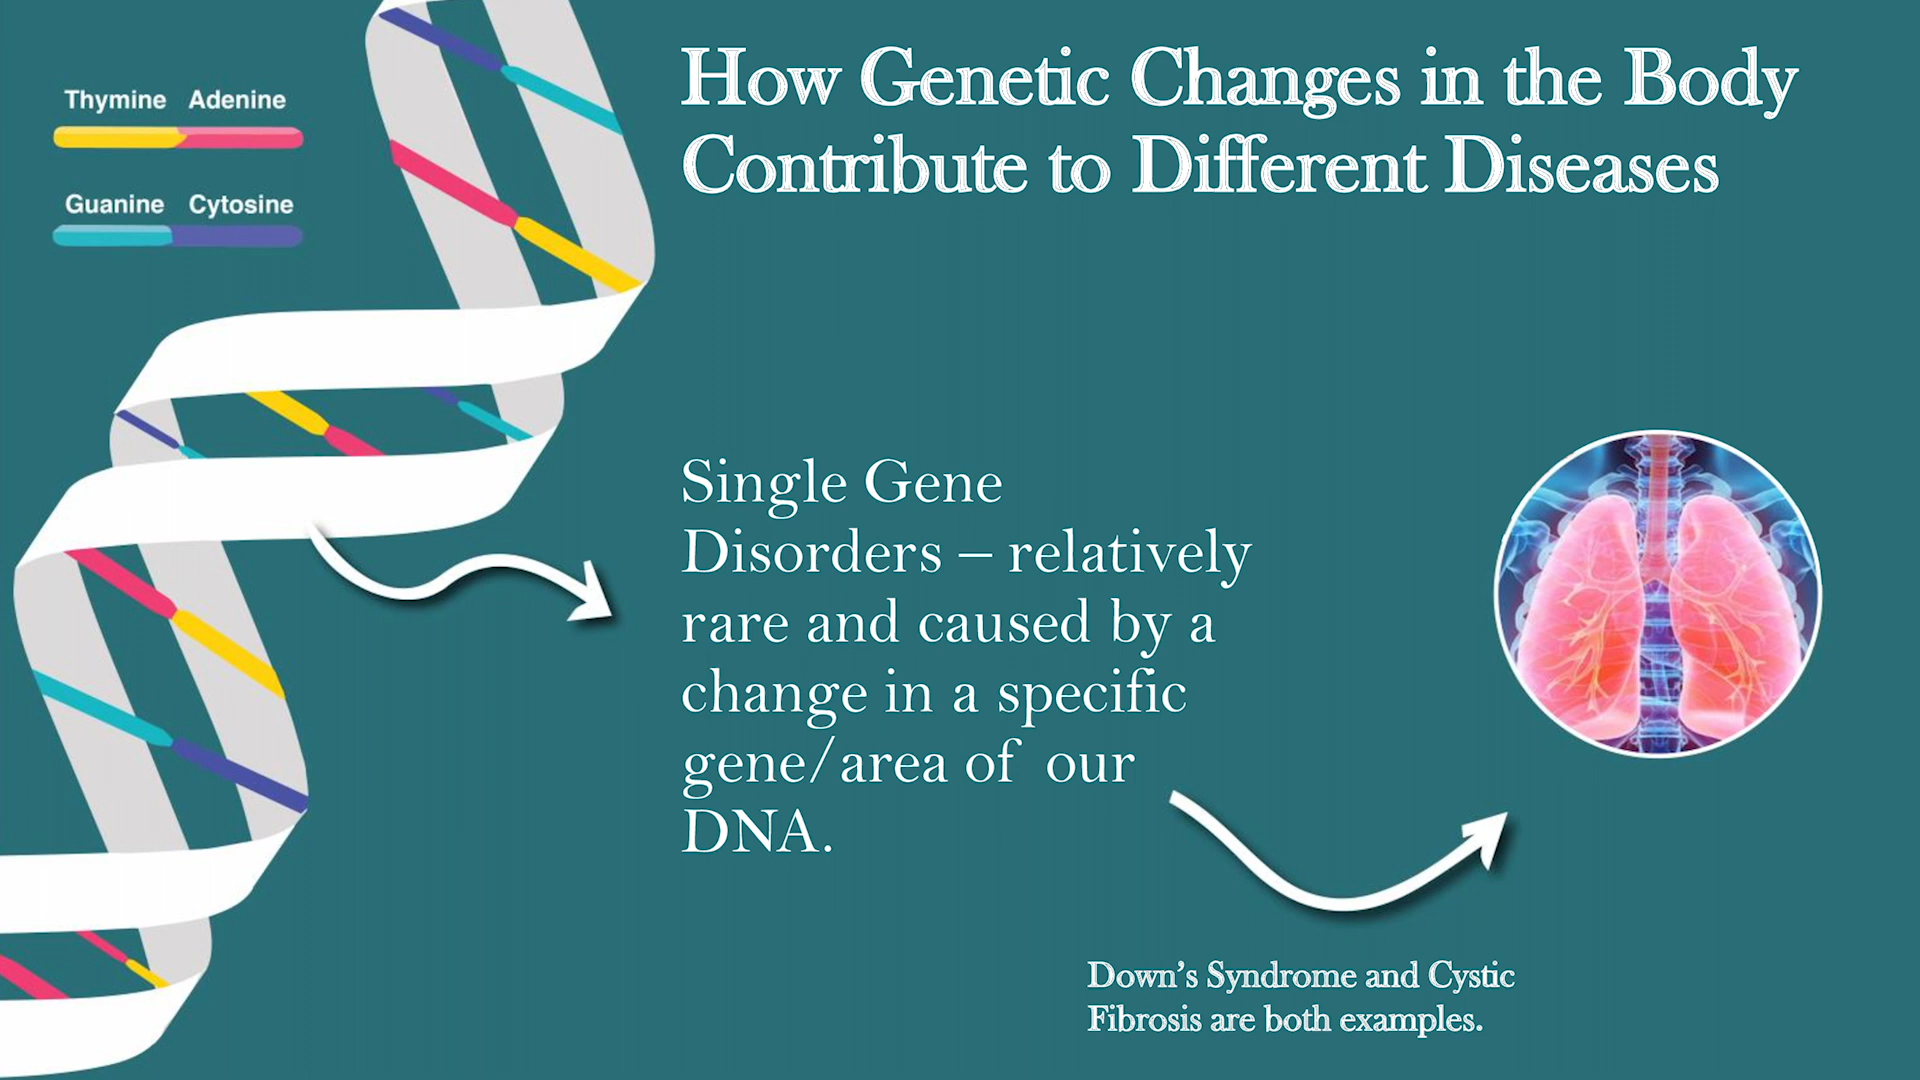 Thymine Adenine
Guanine Cytosine
How Genetic Changes in the Body
Contribute to Different Diseases
Single Gene
Disorders – relatively
rare and caused by a
change in a specific
gene/area of our
DNA.
Down’s Syndrome and Cystic
Fibrosis are both examples.